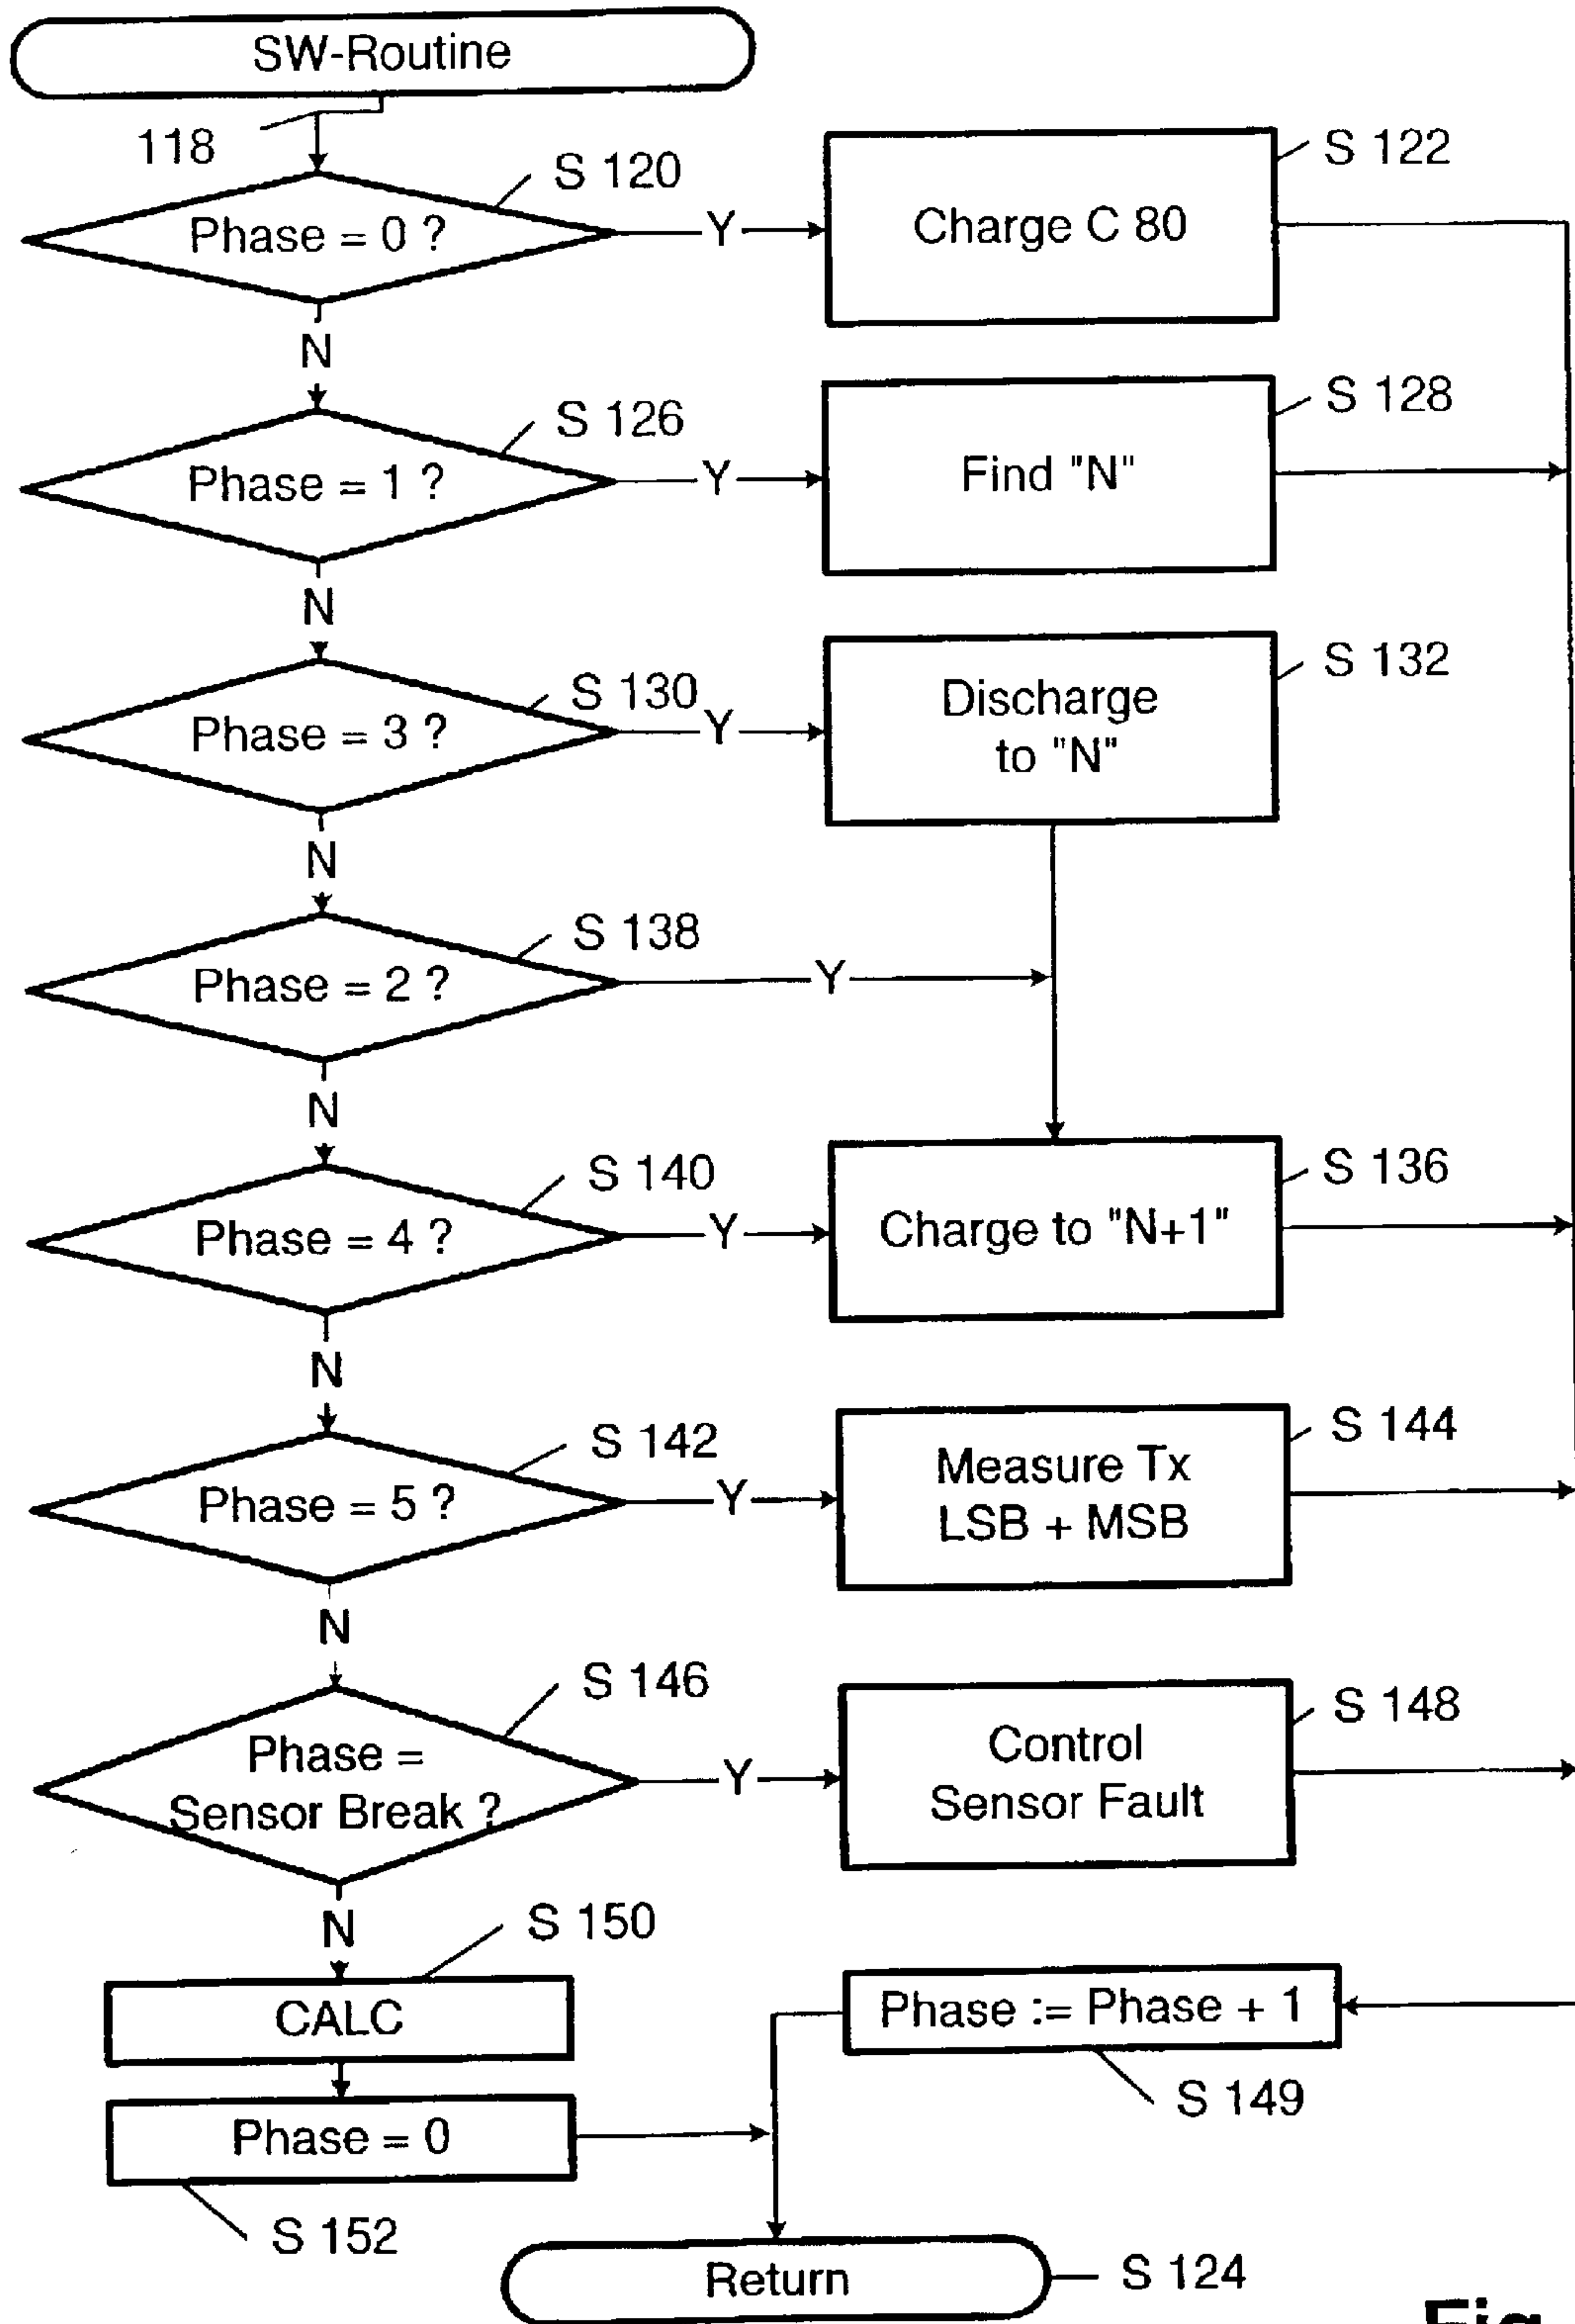 SW-Routine
118
S 120
Phase = 0 ?
Y
Charge C 80
S 122
N
S 126
Phase = 1 ?
Y
Find "N"
S 128
N
S 130
Phase = 3 ?
Y
Discharge
to "N"
S 132
N
S 138
Phase = 2 ?
Y
N
S 140
Phase = 4 ?
Y
Charge to "N+1"
S 136
N
S 142
Phase = 5 ?
Y
Measure Tx
LSB + MSB
S 144
N
S 146
Phase =
Sensor Break ?
Y
Control
Sensor Fault
S 148
N
S 150
CALC
Phase := Phase + 1
S 149
Phase = 0
S 152
Return
S 124
Fig